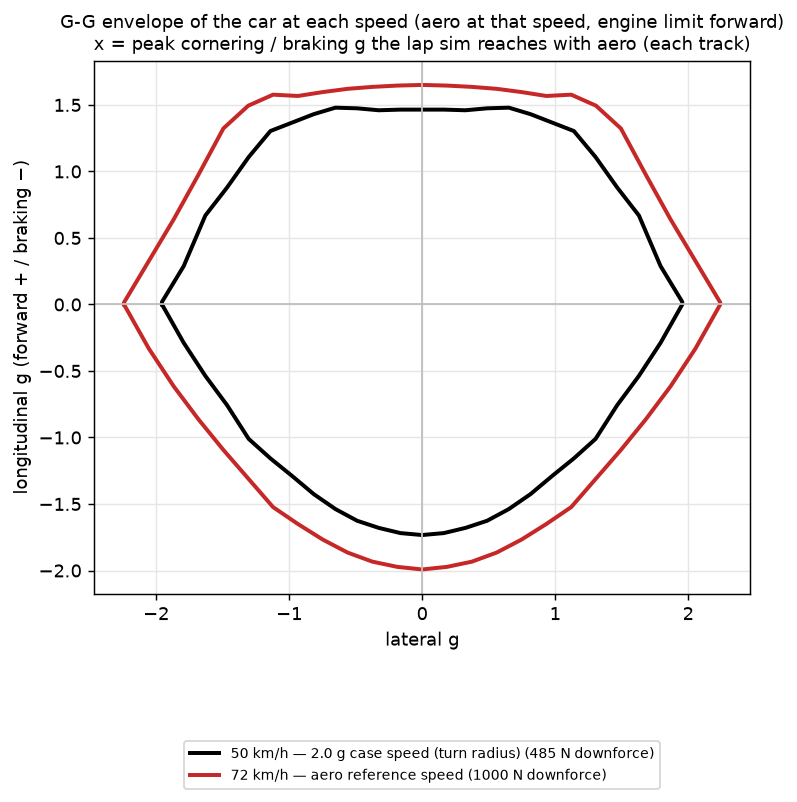 G-G envelope of the car at each speed (aero at that speed, engine limit forward)
x = peak cornering / braking g the lap sim reaches with aero (each track)
longitudinal g (forward + / braking −)
1.5
1.0
0.5
0.0
−0.5
−1.0
−1.5
−2.0
−2
−1
0
1
2
lateral g
50 km/h — 2.0 g case speed (turn radius) (485 N downforce)
72 km/h — aero reference speed (1000 N downforce)